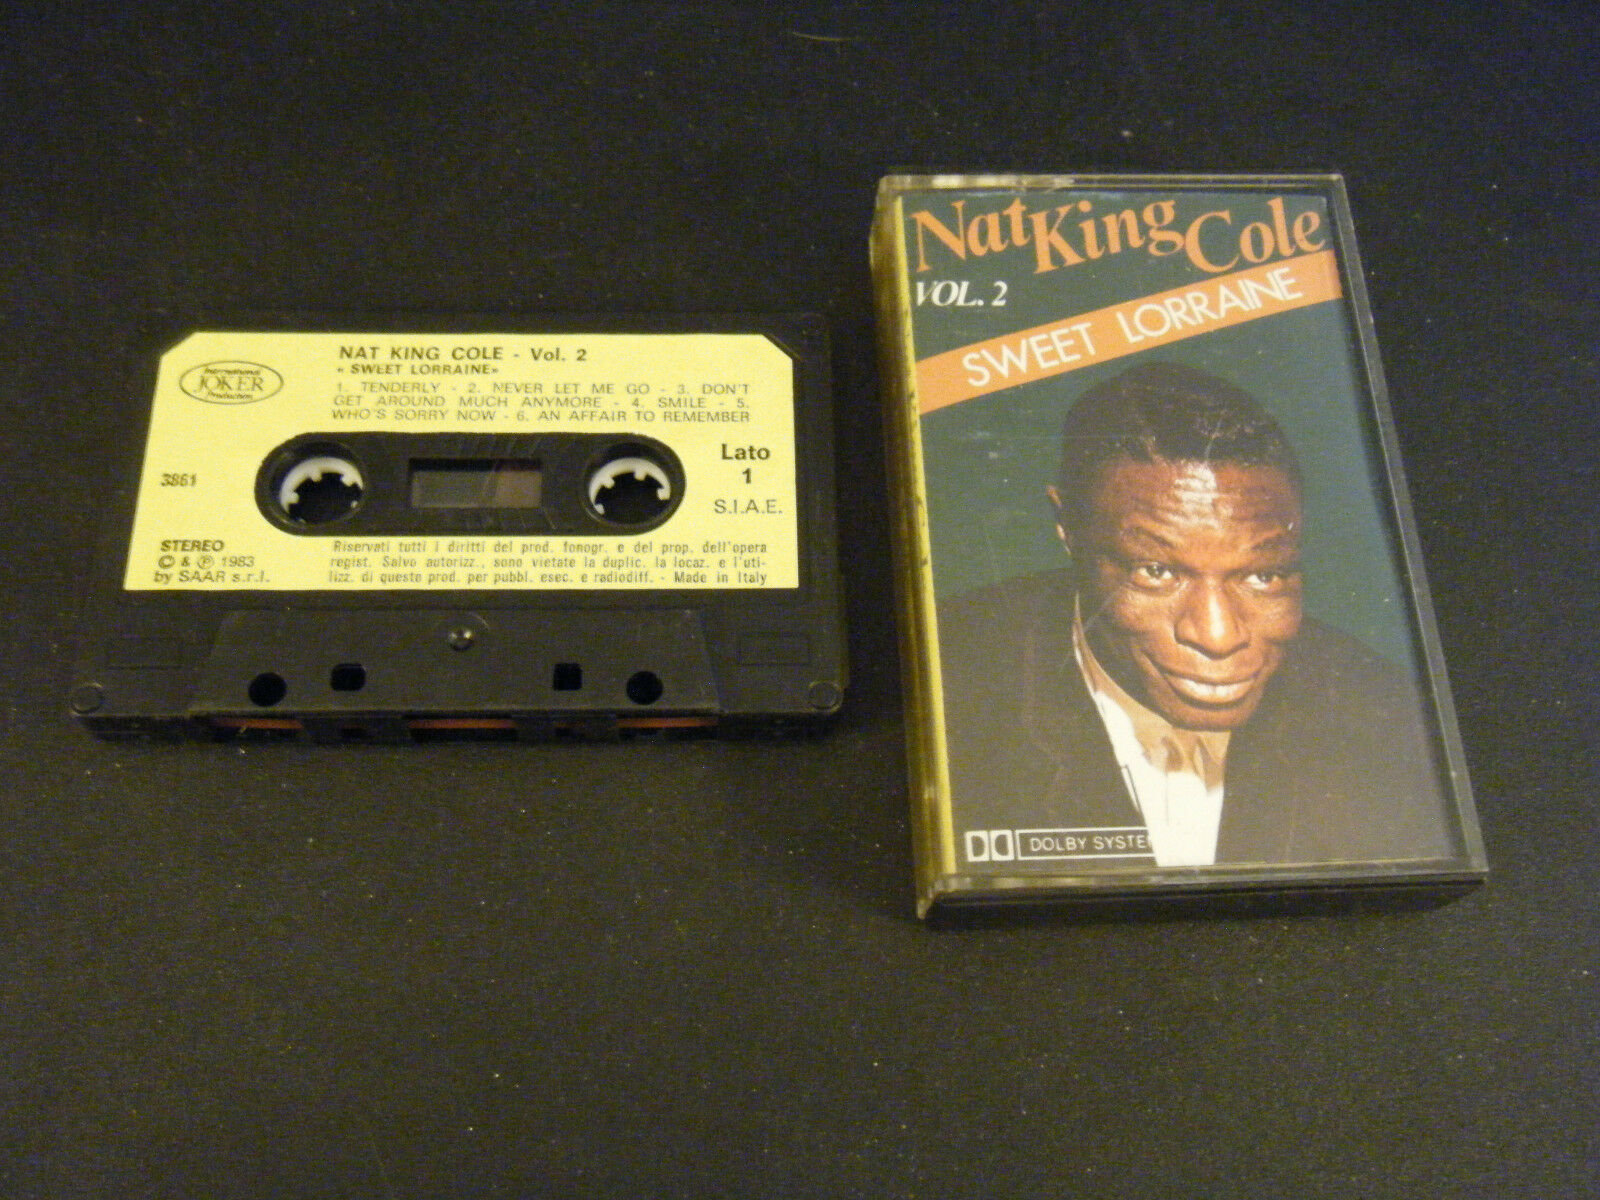 NAT KING COLE - Vol. 2
« SWEET LORRAINE»
1. TENDERLY - 2. NEVER LET ME GO - 3. DON'T
GET AROUND MUCH ANYMORE - 4. SMILE - 5.
WHO'S SORRY NOW - 6. AN AFFAIR TO REMEMBER
International
JOKER
Production
3861
Lato
1
S.I.A.E.
STEREO
© & ℗ 1983
by SAAR s.r.l.
Riservati tutti i diritti del prod. fonogr. e del prop. dell'opera
regist. Salvo autorizz., sono vietate la duplic. la locaz. e l'uti-
lizz. di questo prod. per pubbl. esec. e radiodiff. - Made in Italy
Nat King Cole
VOL. 2
SWEET LORRAINE
DOLBY SYSTEM